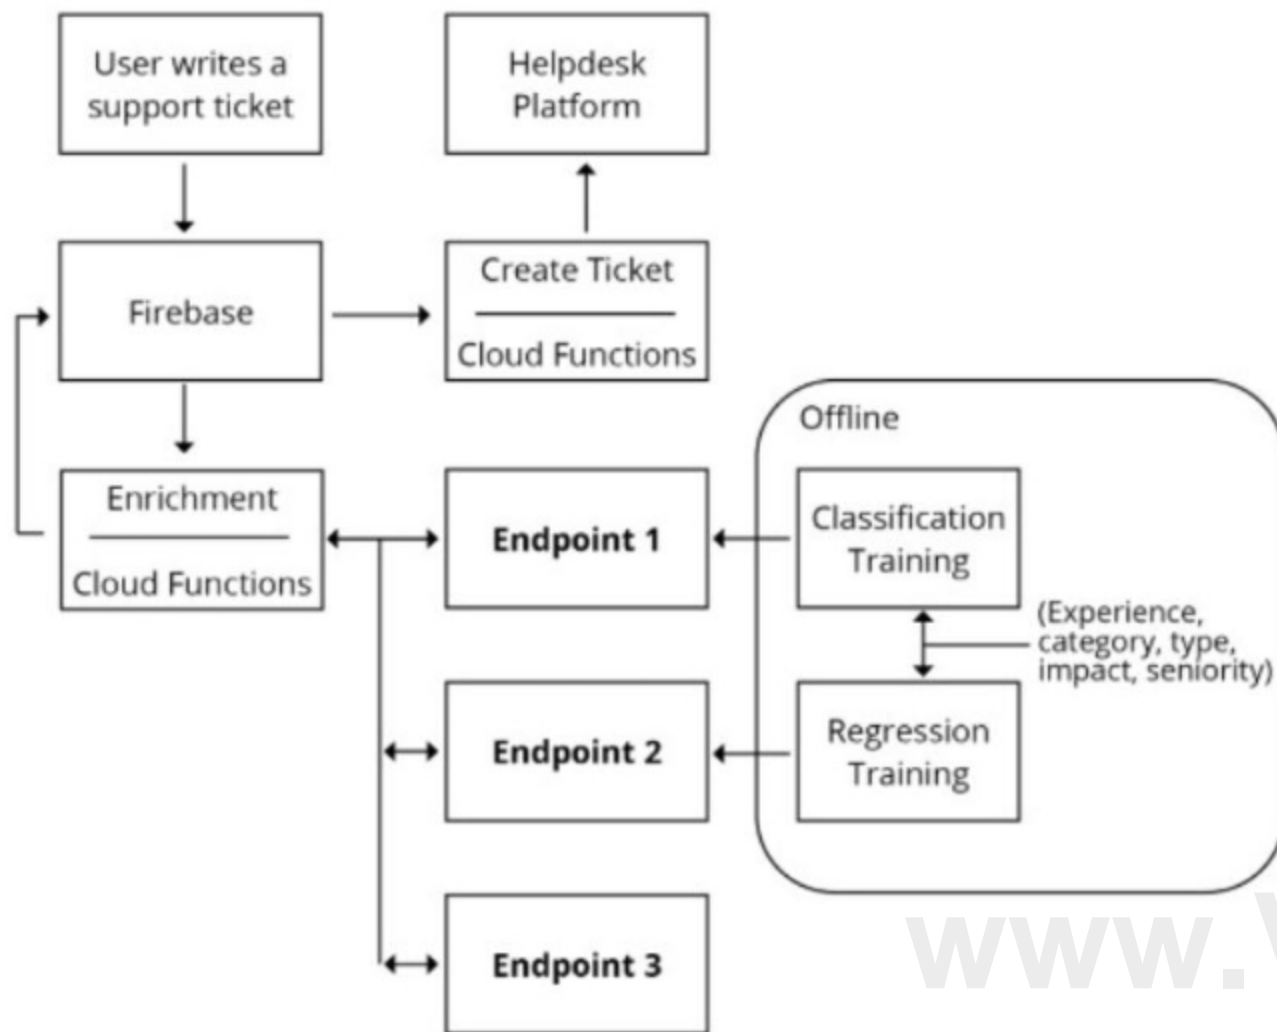 User writes a
support ticket
Helpdesk
Platform
Firebase
Create Ticket
Cloud Functions
Offline
Enrichment
Cloud Functions
Endpoint 1
Classification
Training
(Experience,
category, type,
impact, seniority)
Endpoint 2
Regression
Training
Endpoint 3
www.